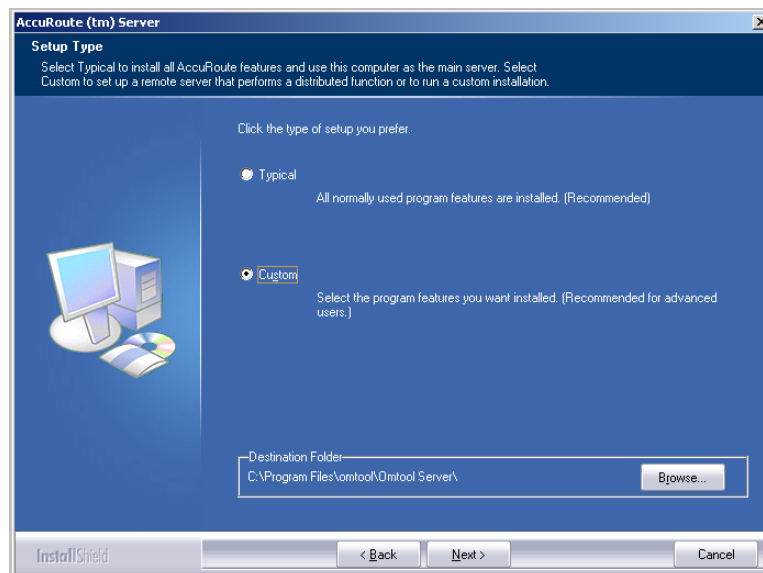 AccuRoute (tm) Server
Setup Type
Select Typical to install all AccuRoute features and use this computer as the main server. Select
Custom to set up a remote server that performs a distributed function or to run a custom installation.
Click the type of setup you prefer.
Typical
All normally used program features are installed. (Recommended)
Custom
Select the program features you want installed. (Recommended for advanced
users.)
Destination Folder
C:\Program Files\omtool\Omtool Server\
Browse...
InstallShield
< Back
Next >
Cancel